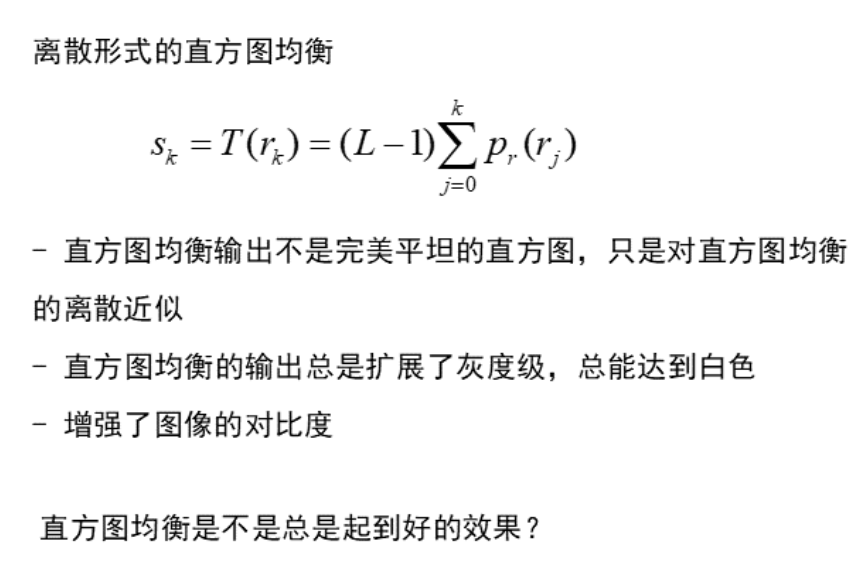 离散形式的直方图均衡
s_k = T(r_k) = (L−1)∑_{j=0}^{k} p_r(r_j)
- 直方图均衡输出不是完美平坦的直方图，只是对直方图均衡
的离散近似
- 直方图均衡的输出总是扩展了灰度级，总能达到白色
- 增强了图像的对比度
直方图均衡是不是总是起到好的效果？